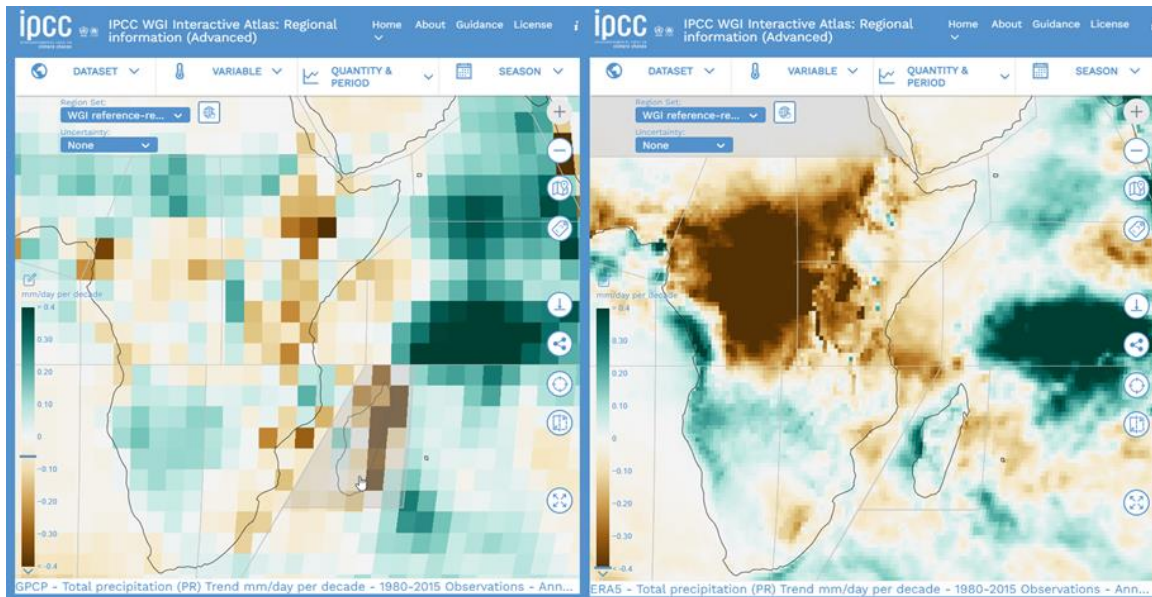 ipcc
IPCC WGI Interactive Atlas: Regional
information (Advanced)
Home
About
Guidance
License
i
DATASET
VARIABLE
QUANTITY &
PERIOD
SEASON
Region Set:
WGI reference-re...
Uncertainty:
None
mm/day per decade
0.4
0.30
0.20
0.10
0
-0.10
-0.20
-0.30
-0.4
GPCP - Total precipitation (PR) Trend mm/day per decade - 1980-2015 Observations - Ann...
ipcc
IPCC WGI Interactive Atlas: Regional
information (Advanced)
Home
About
Guidance
License
DATASET
VARIABLE
QUANTITY &
PERIOD
SEASON
Region Set:
WGI reference-re...
Uncertainty:
None
mm/day per decade
0.4
0.30
0.20
0.10
0
-0.10
-0.20
-0.30
-0.4
ERA5 - Total precipitation (PR) Trend mm/day per decade - 1980-2015 Observations - Ann...